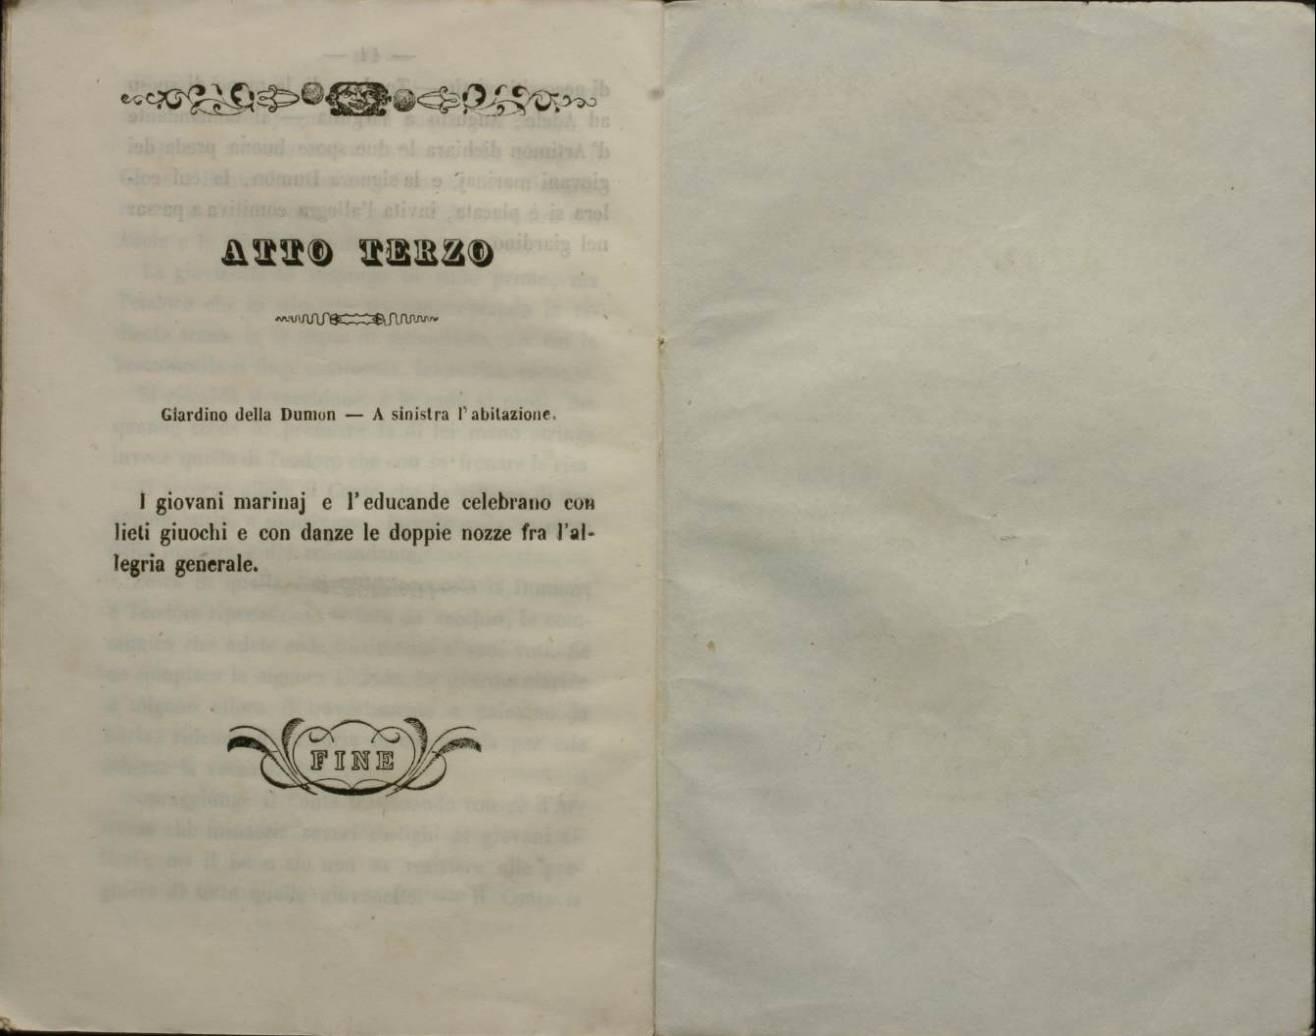 ATTO TERZO
Giardino della Dumon — A sinistra l'abitazione.
I giovani marinaj e l'educande celebrano con
lieti giuochi e con danze le doppie nozze fra l'al-
legria generale.
FINE